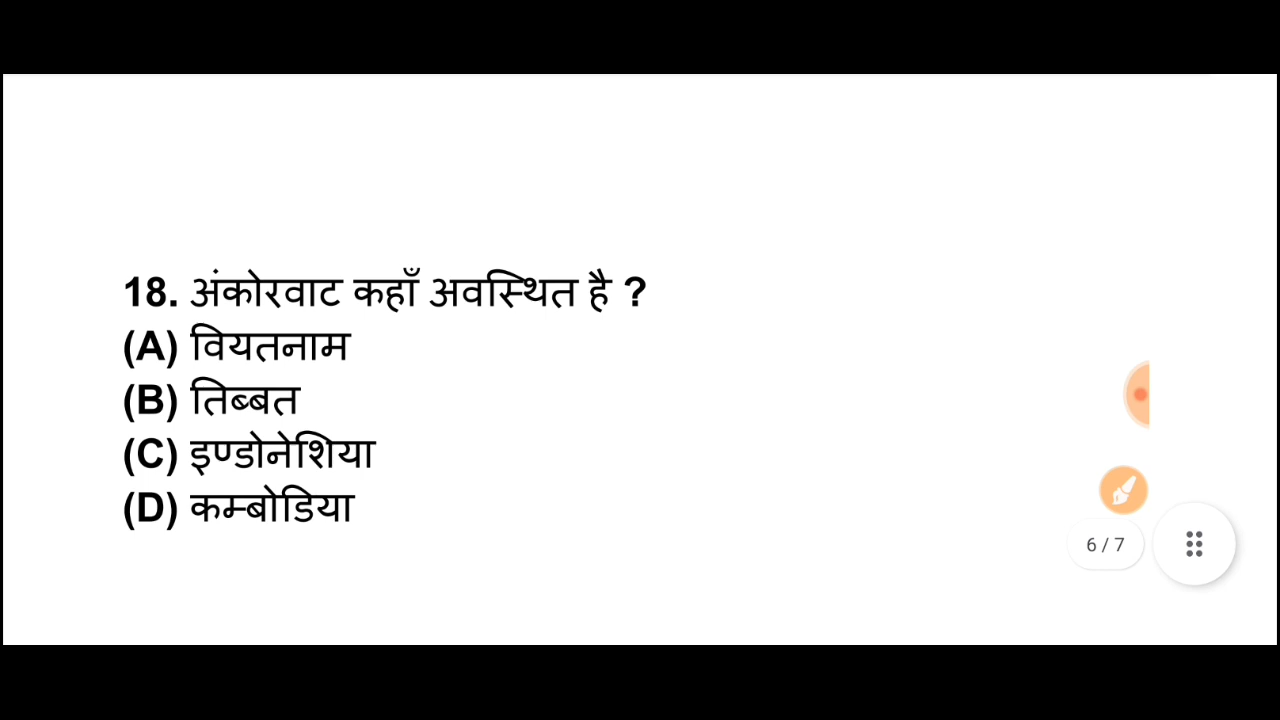 18. अंकोरवाट कहाँ अवस्थित है ?
(A) वियतनाम
(B) तिब्बत
(C) इण्डोनेशिया
(D) कम्बोडिया
6 / 7